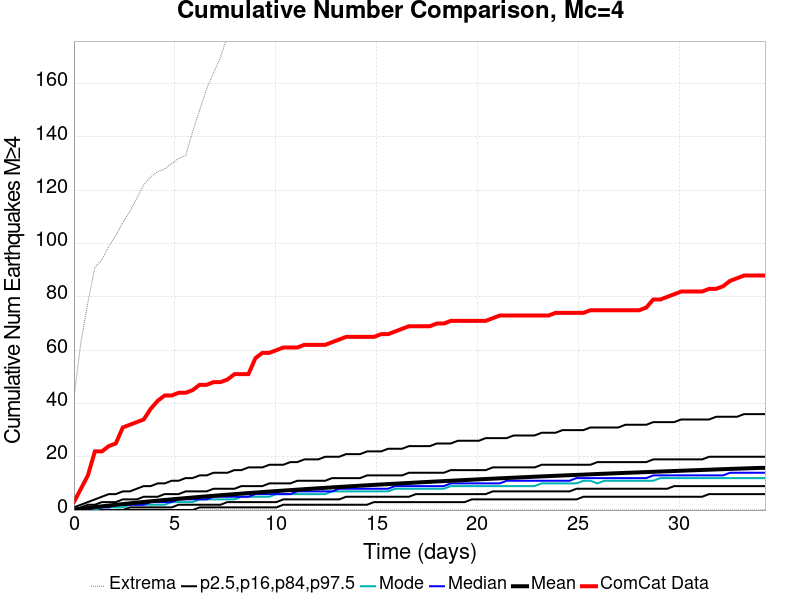 Cumulative Number Comparison, Mc=4
Cumulative Num Earthquakes M≥4
160
140
120
100
80
60
40
20
0
0 5 10 15 20 25 30
Time (days)
Extrema p2.5,p16,p84,p97.5 Mode Median Mean ComCat Data